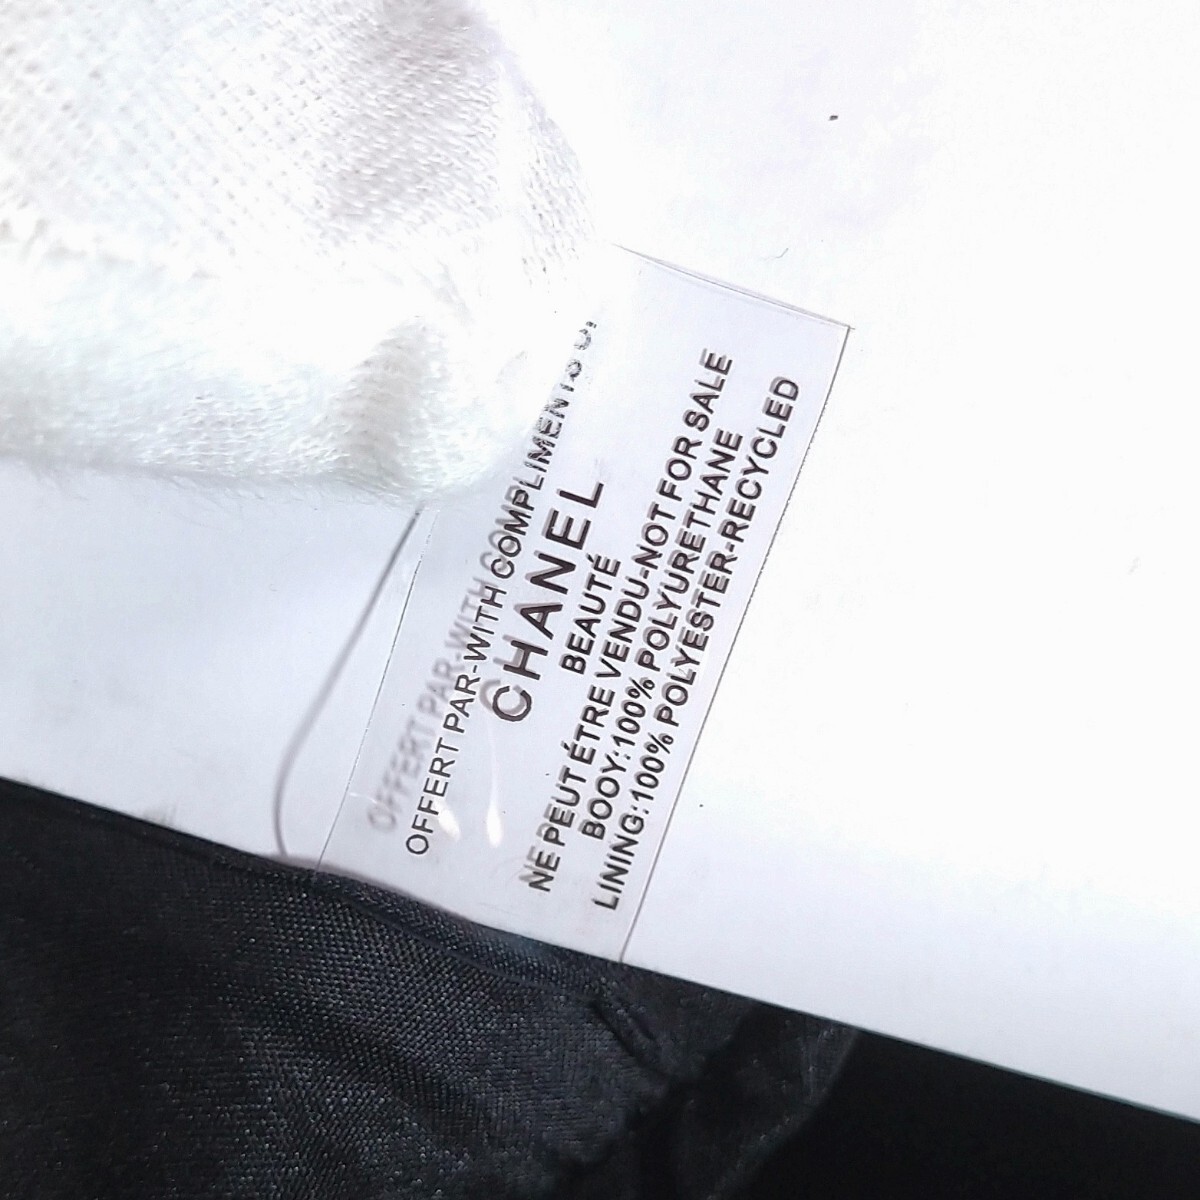 OFFERT PAR-WITH COMPLIMENTS OF
CHANEL
BEAUTÉ
NE PEUT ÉTRE VENDU-NOT FOR SALE
BOOY:100% POLYURETHANE
LINING:100% POLYESTER-RECYCLED